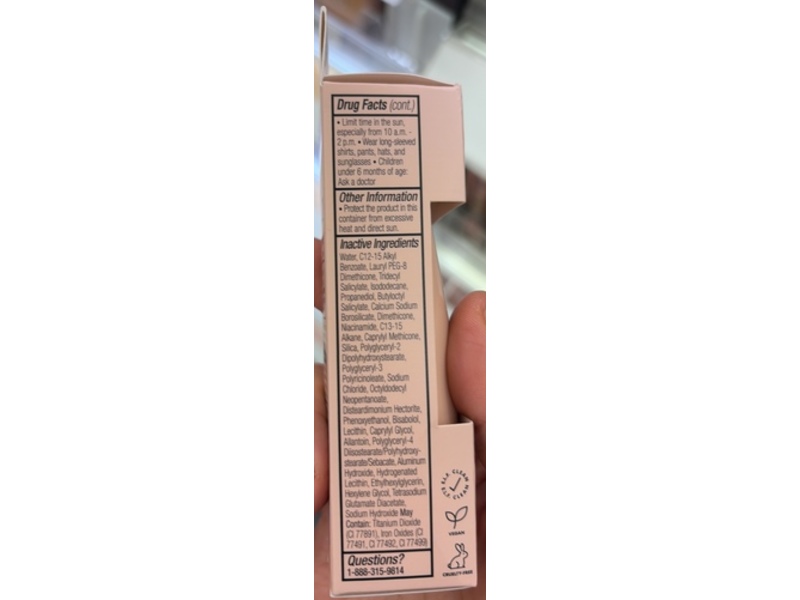 Drug Facts (cont.)
• Limit time in the sun,
especially from 10 a.m. -
2 p.m. • Wear long-sleeved
shirts, pants, hats, and
sunglasses • Children
under 6 months of age:
Ask a doctor
Other Information
• Protect the product in this
container from excessive
heat and direct sun.
Inactive Ingredients
Water, C12-15 Alkyl
Benzoate, Lauryl PEG-8
Dimethicone, Tridecyl
Salicylate, Isododecane,
Propanediol, Butyloctyl
Salicylate, Calcium Sodium
Borosilicate, Dimethicone,
Niacinamide, C13-15
Alkane, Caprylyl Methicone,
Silica, Polyglyceryl-2
Dipolyhydroxystearate,
Polyglyceryl-3
Polyricinoleate, Sodium
Chloride, Octyldodecyl
Neopentanoate,
Disteardimonium Hectorite,
Phenoxyethanol, Bisabolol,
Lecithin, Caprylyl Glycol,
Allantoin, Polyglyceryl-4
Diisostearate/Polyhydroxy-
stearate/Sebacate, Aluminum
Hydroxide, Hydrogenated
Lecithin, Ethylhexylglycerin,
Hexylene Glycol, Tetrasodium
Glutamate Diacetate,
Sodium Hydroxide May
Contain: Titanium Dioxide
(CI 77891), Iron Oxides (CI
77491, CI 77492, CI 77499)
Questions?
1-888-315-9814
E.L.F. CLEAN
E.L.F. CLEAN
VEGAN
CRUELTY-FREE